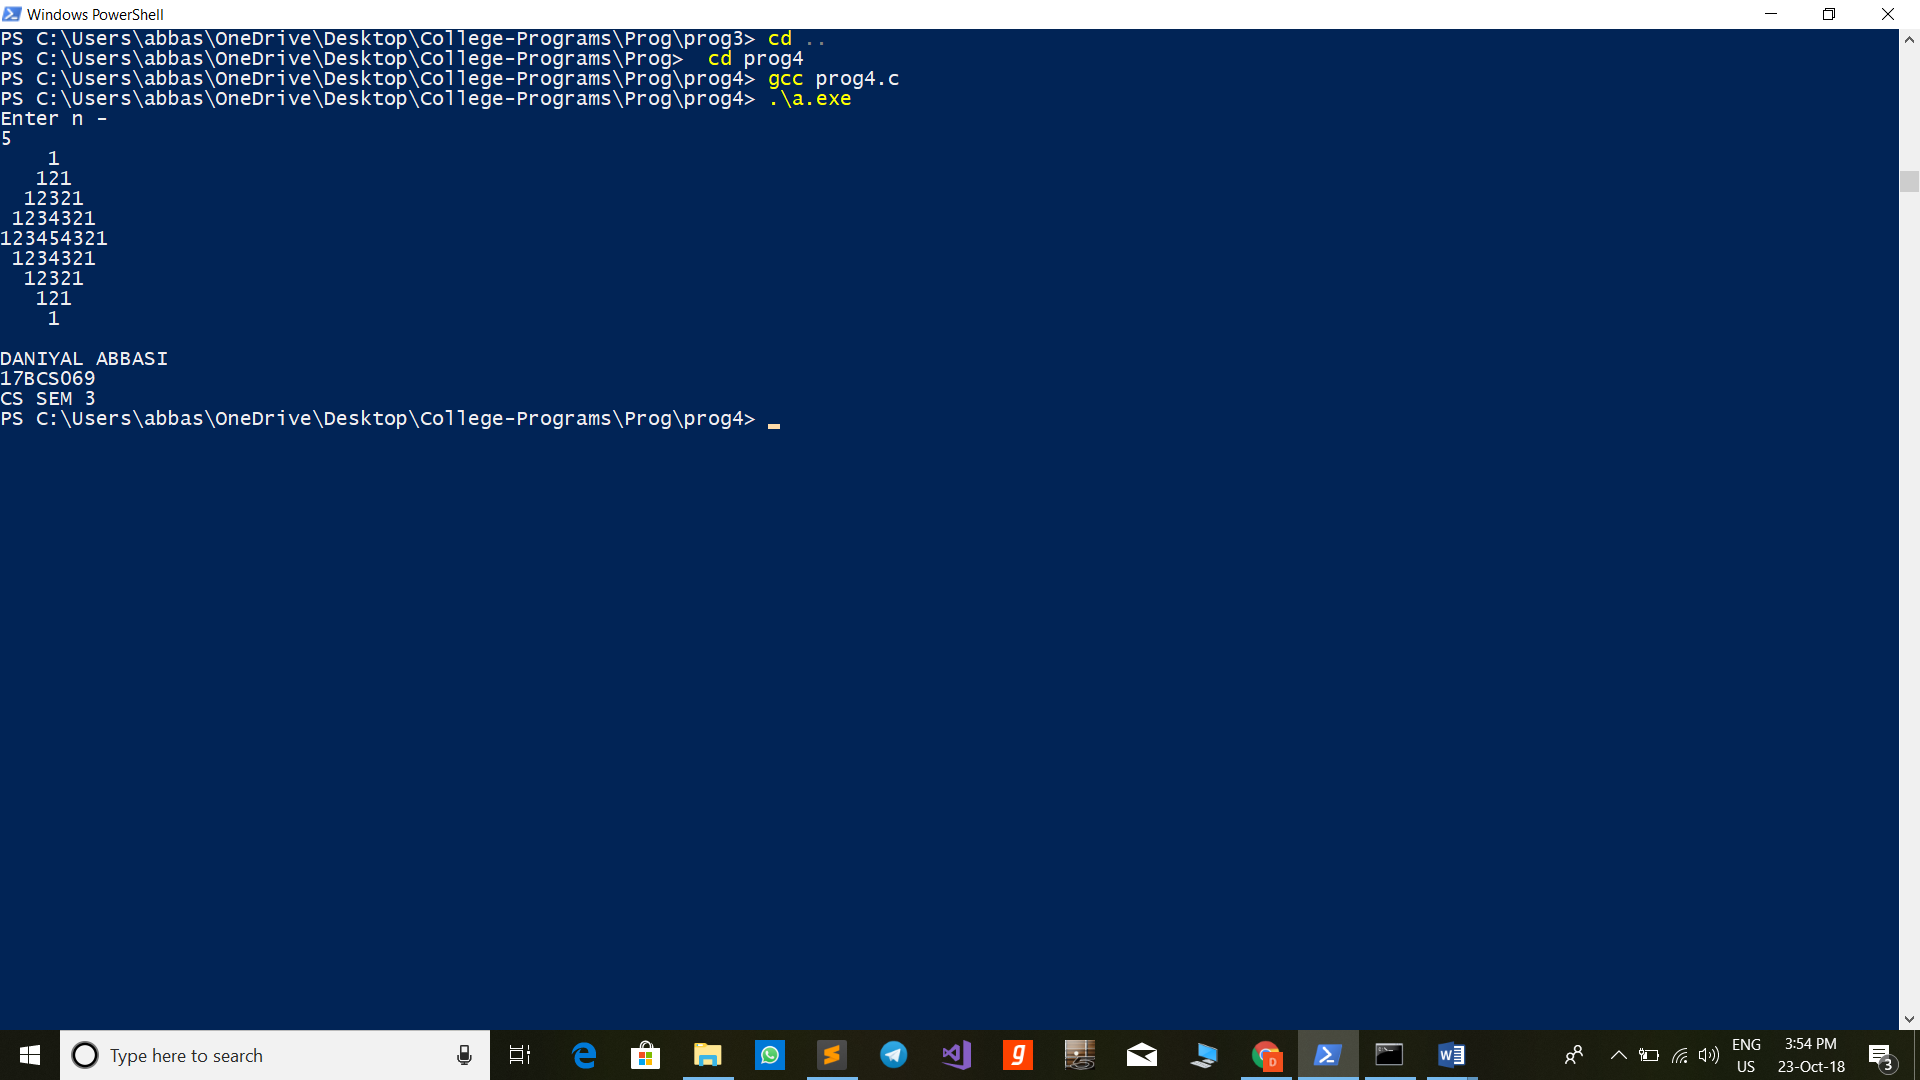 Windows PowerShell
PS C:\Users\abbas\OneDrive\Desktop\College-Programs\Prog\prog3> cd ..
PS C:\Users\abbas\OneDrive\Desktop\College-Programs\Prog>  cd prog4
PS C:\Users\abbas\OneDrive\Desktop\College-Programs\Prog\prog4> gcc prog4.c
PS C:\Users\abbas\OneDrive\Desktop\College-Programs\Prog\prog4> .\a.exe
Enter n -
5
    1
   121
  12321
 1234321
123454321
 1234321
  12321
   121
    1

DANIYAL ABBASI
17BCS069
CS SEM 3
PS C:\Users\abbas\OneDrive\Desktop\College-Programs\Prog\prog4>
Type here to search
ENG
US
3:54 PM
23-Oct-18
3